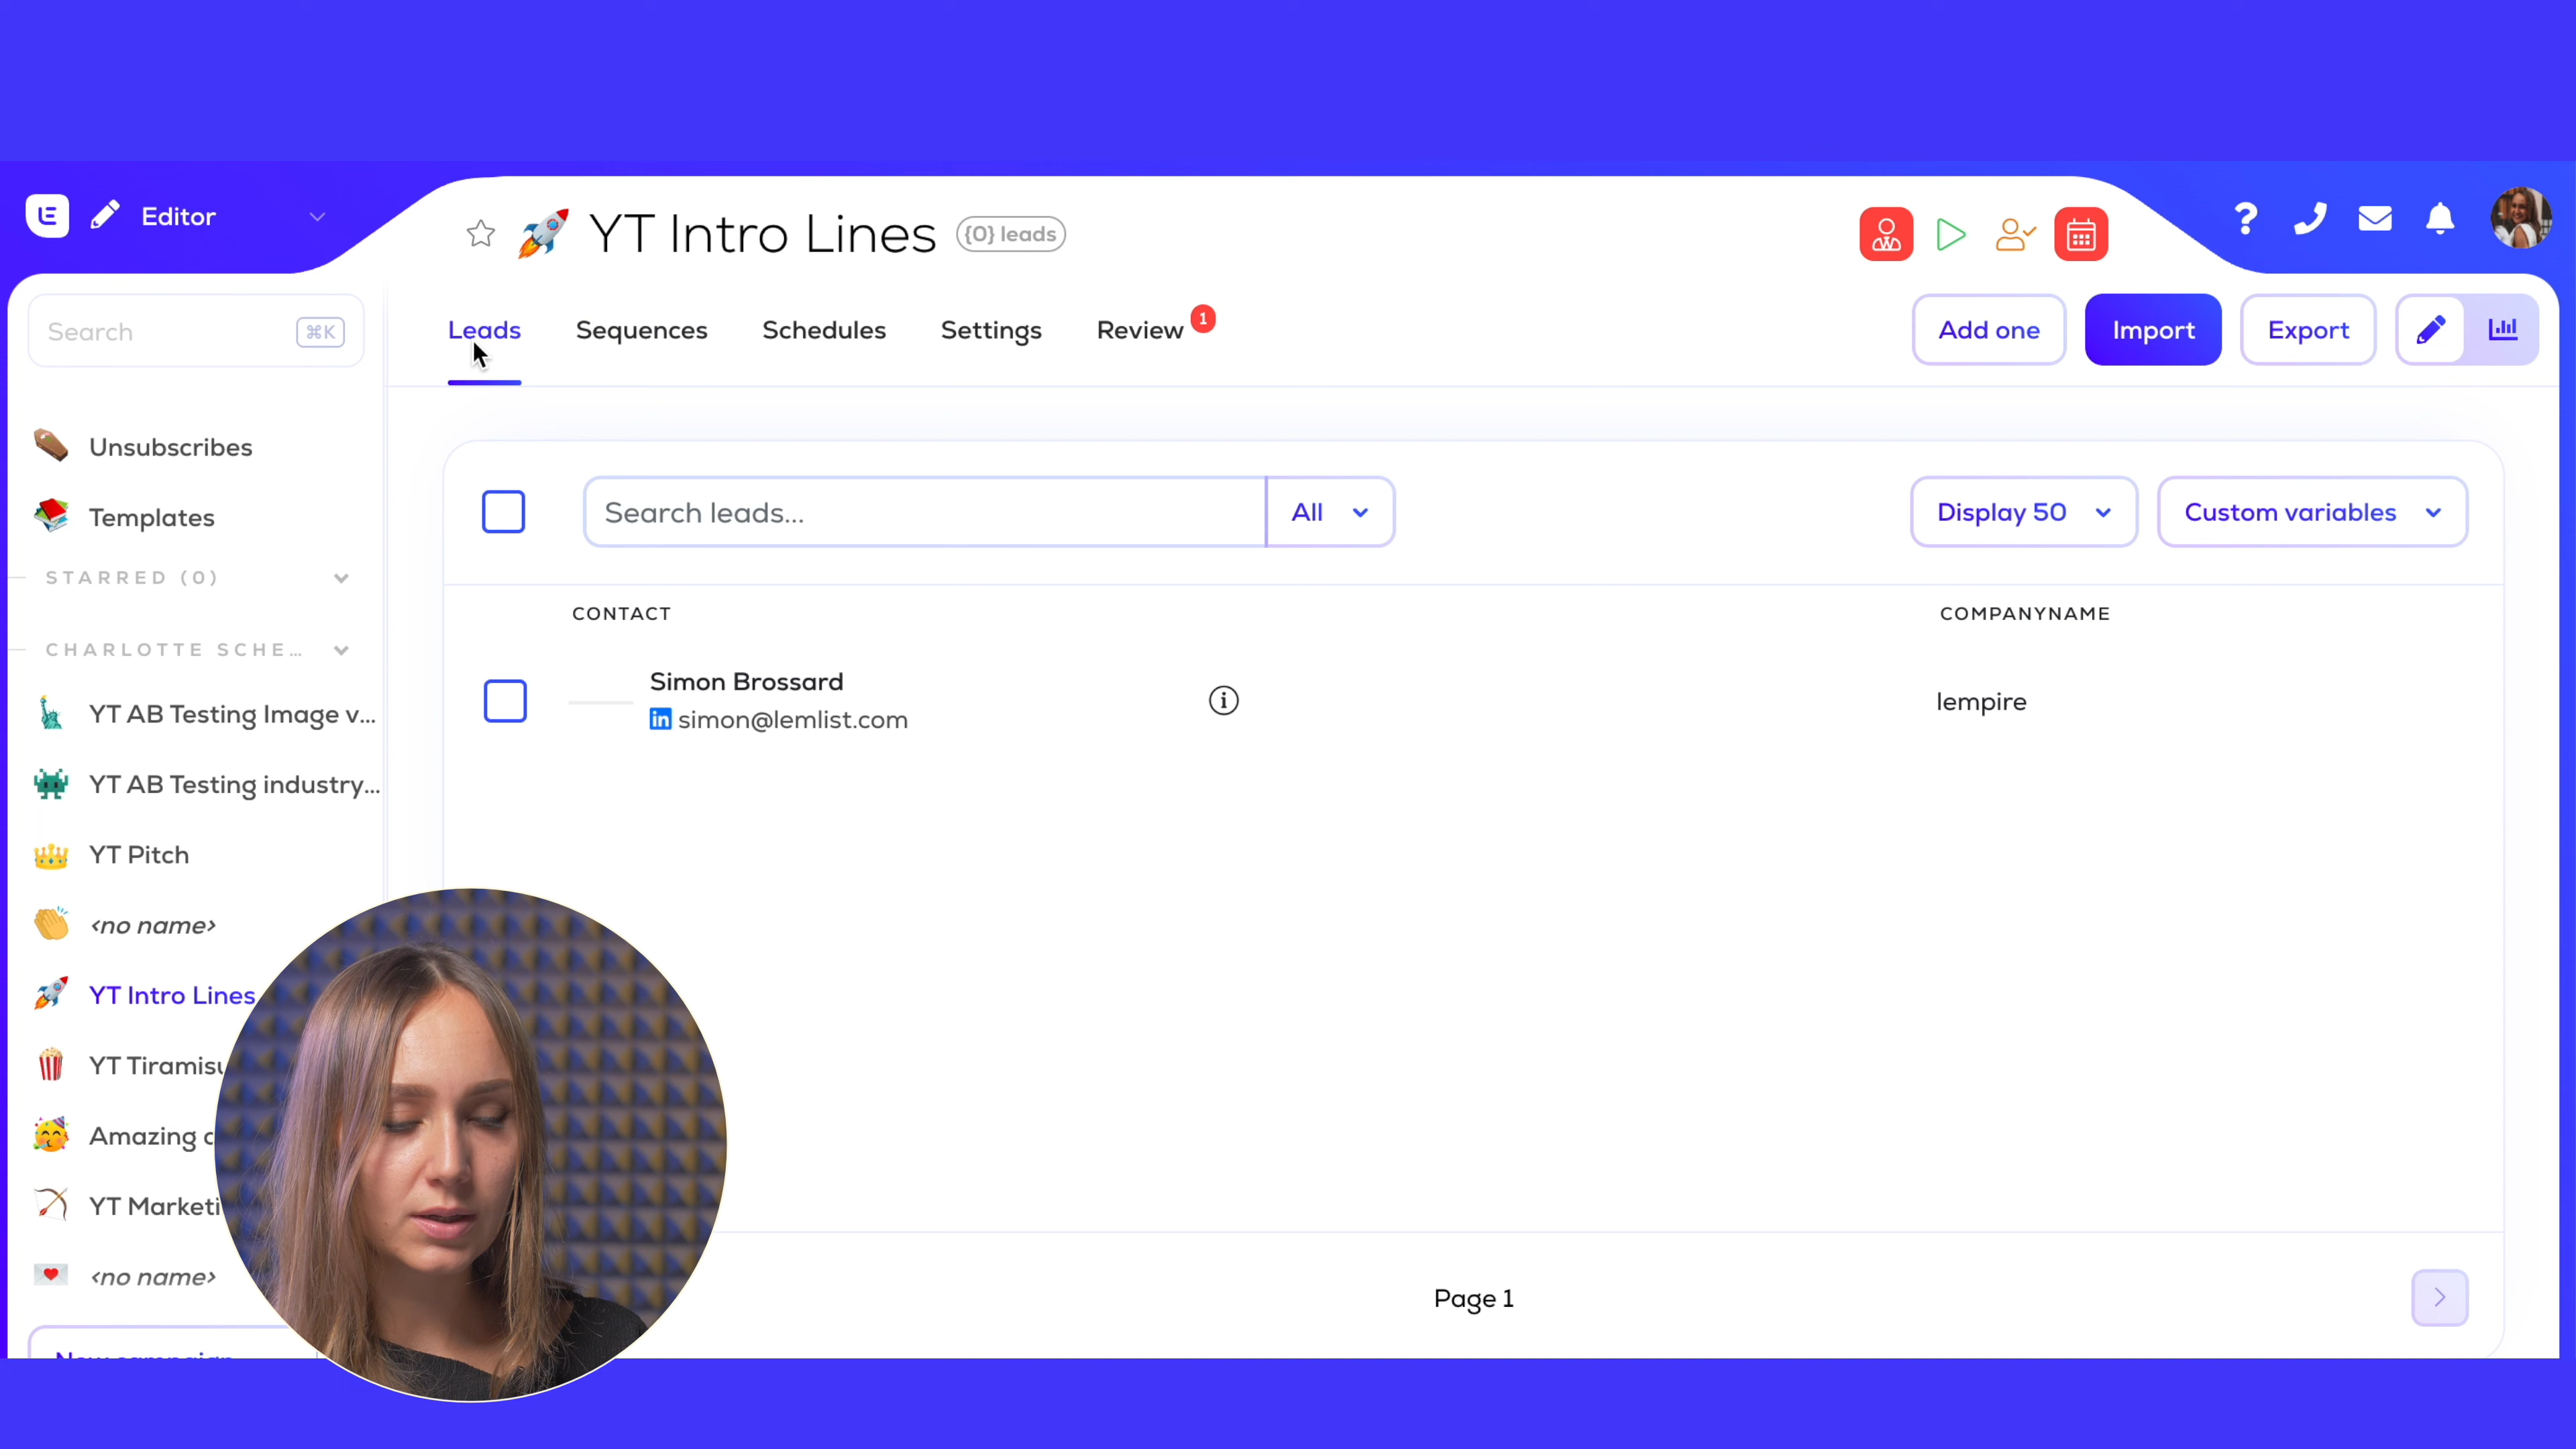 Editor
YT Intro Lines
{0} leads
Search
⌘K
Leads
Sequences
Schedules
Settings
Review
1
Add one
Import
Export
Unsubscribes
Templates
STARRED (0)
CHARLOTTE SCHE...
YT AB Testing Image v...
YT AB Testing industry...
YT Pitch
<no name>
YT Intro Lines
YT Tiramisu
Amazing c
YT Marketi
<no name>
New campaign
Search leads...
All
Display 50
Custom variables
CONTACT
COMPANYNAME
Simon Brossard
in simon@lemlist.com
lempire
Page 1